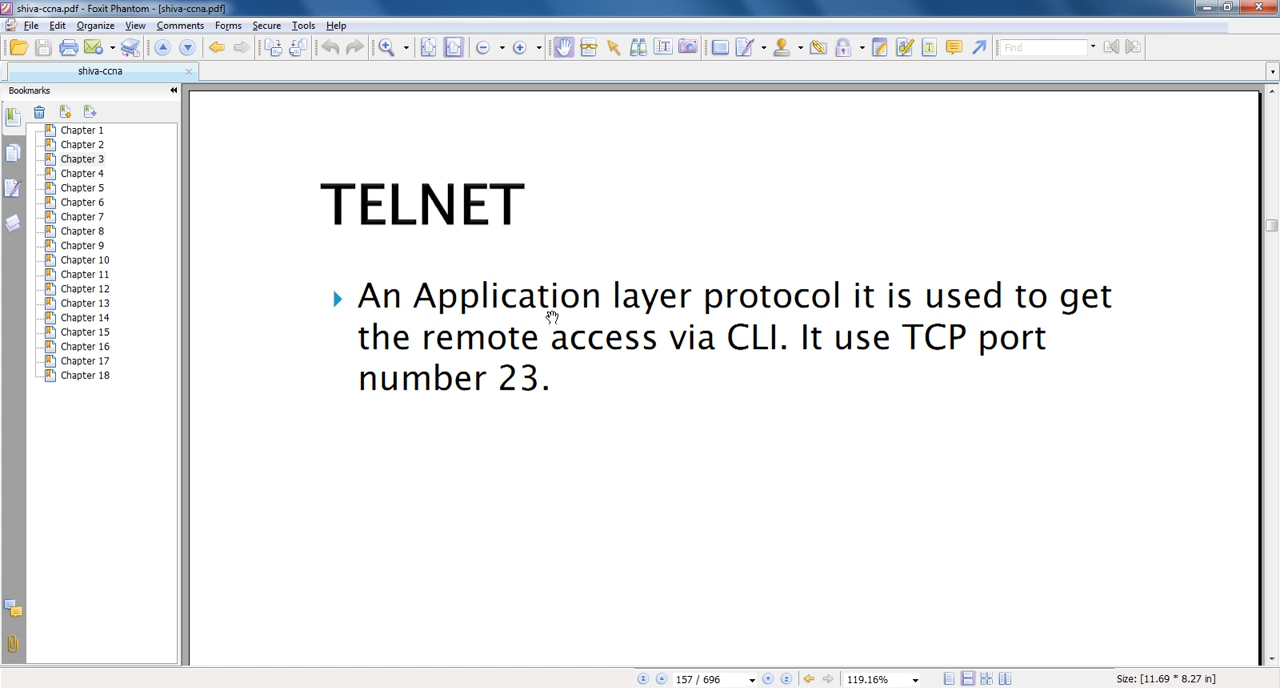 shiva-ccna.pdf - Foxit Phantom - [shiva-ccna.pdf]
File Edit Organize View Comments Forms Secure Tools Help
Find
shiva-ccna
Bookmarks
Chapter 1
Chapter 2
Chapter 3
Chapter 4
Chapter 5
Chapter 6
Chapter 7
Chapter 8
Chapter 9
Chapter 10
Chapter 11
Chapter 12
Chapter 13
Chapter 14
Chapter 15
Chapter 16
Chapter 17
Chapter 18
TELNET
An Application layer protocol it is used to get
the remote access via CLI. It use TCP port
number 23.
157 / 696 119.16% Size: [11.69 * 8.27 in]